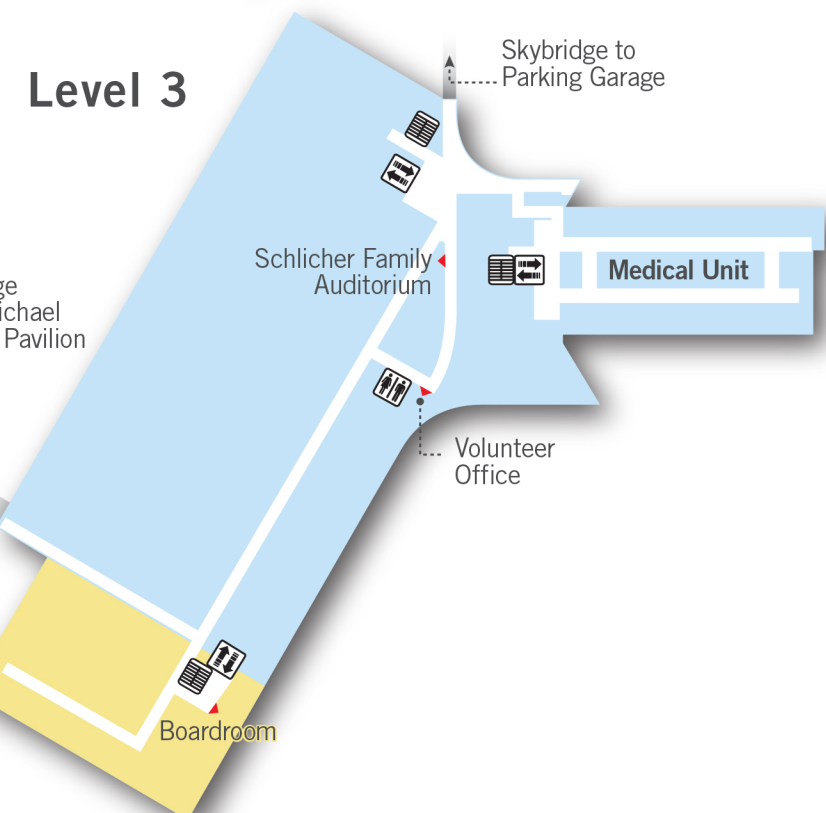 Skybridge to
Parking Garage
Level 3
Schlicher Family
Auditorium
Medical Unit
Pavilion
Volunteer
Office
Boardroom